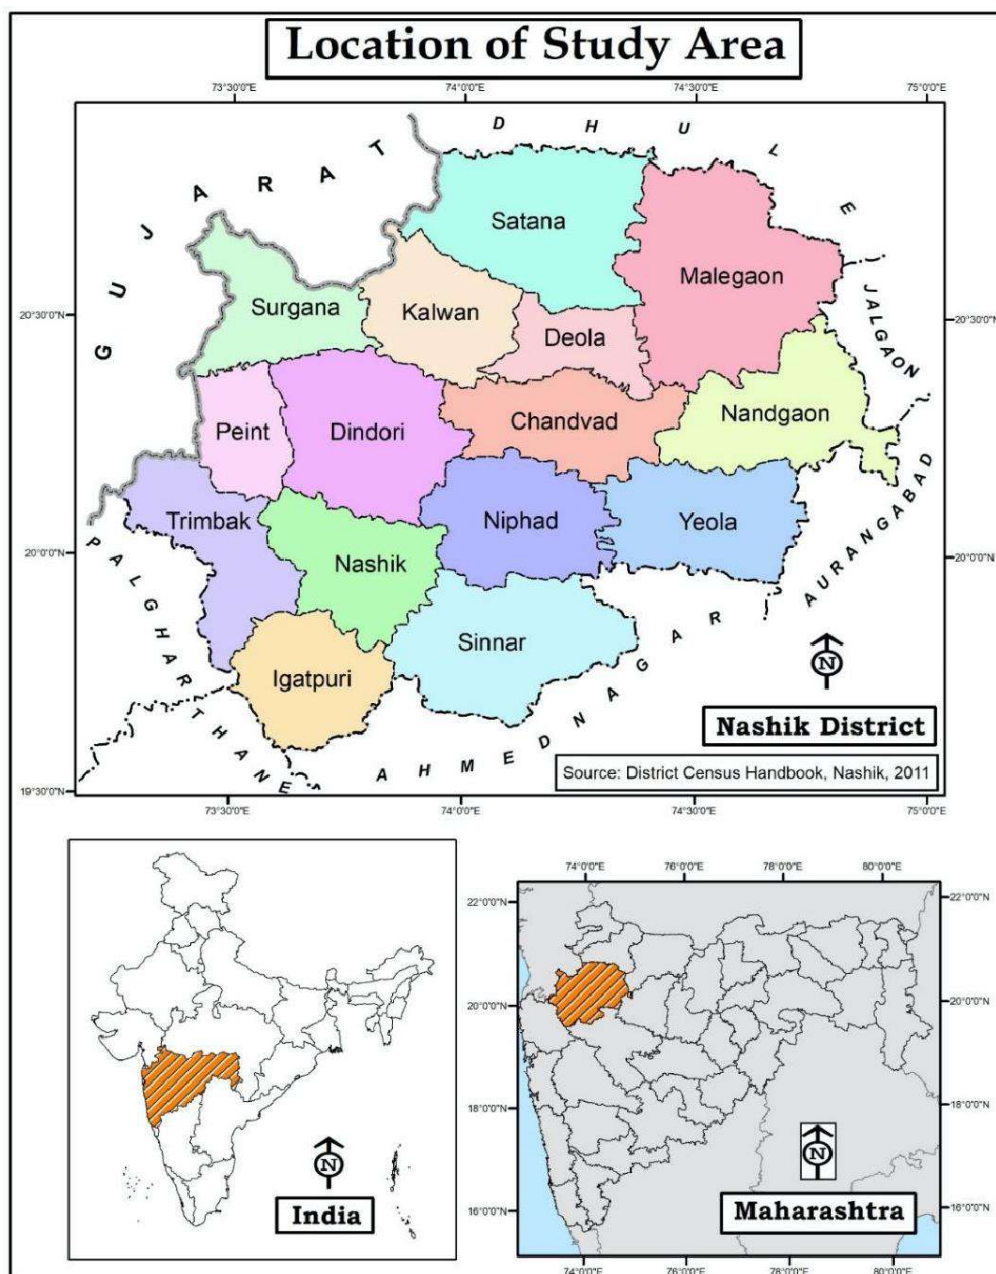 Location of Study Area
73°30'0"E 74°0'0"E 74°30'0"E 75°0'0"E
DHULE
GUJARAT
Satana
Malegaon
Surgana
Kalwan
Deola
JALGAON
20°30'0"N 20°30'0"N
Peint
Dindori
Chandvad
Nandgaon
Trimbak
Nashik
Niphad
Yeola
AURANGABAD
20°0'0"N 20°0'0"N
PALGHAR
Igatpuri
Sinnar
THANE
AHMEDNAGAR
N
Nashik District
Source: District Census Handbook, Nashik, 2011
19°30'0"N
73°30'0"E 74°0'0"E 74°30'0"E 75°0'0"E
N
India
74°0'0"E 76°0'0"E 78°0'0"E 80°0'0"E
22°0'0"N 22°0'0"N
20°0'0"N 20°0'0"N
18°0'0"N 18°0'0"N
16°0'0"N 16°0'0"N
N
Maharashtra
74°0'0"E 76°0'0"E 78°0'0"E 80°0'0"E